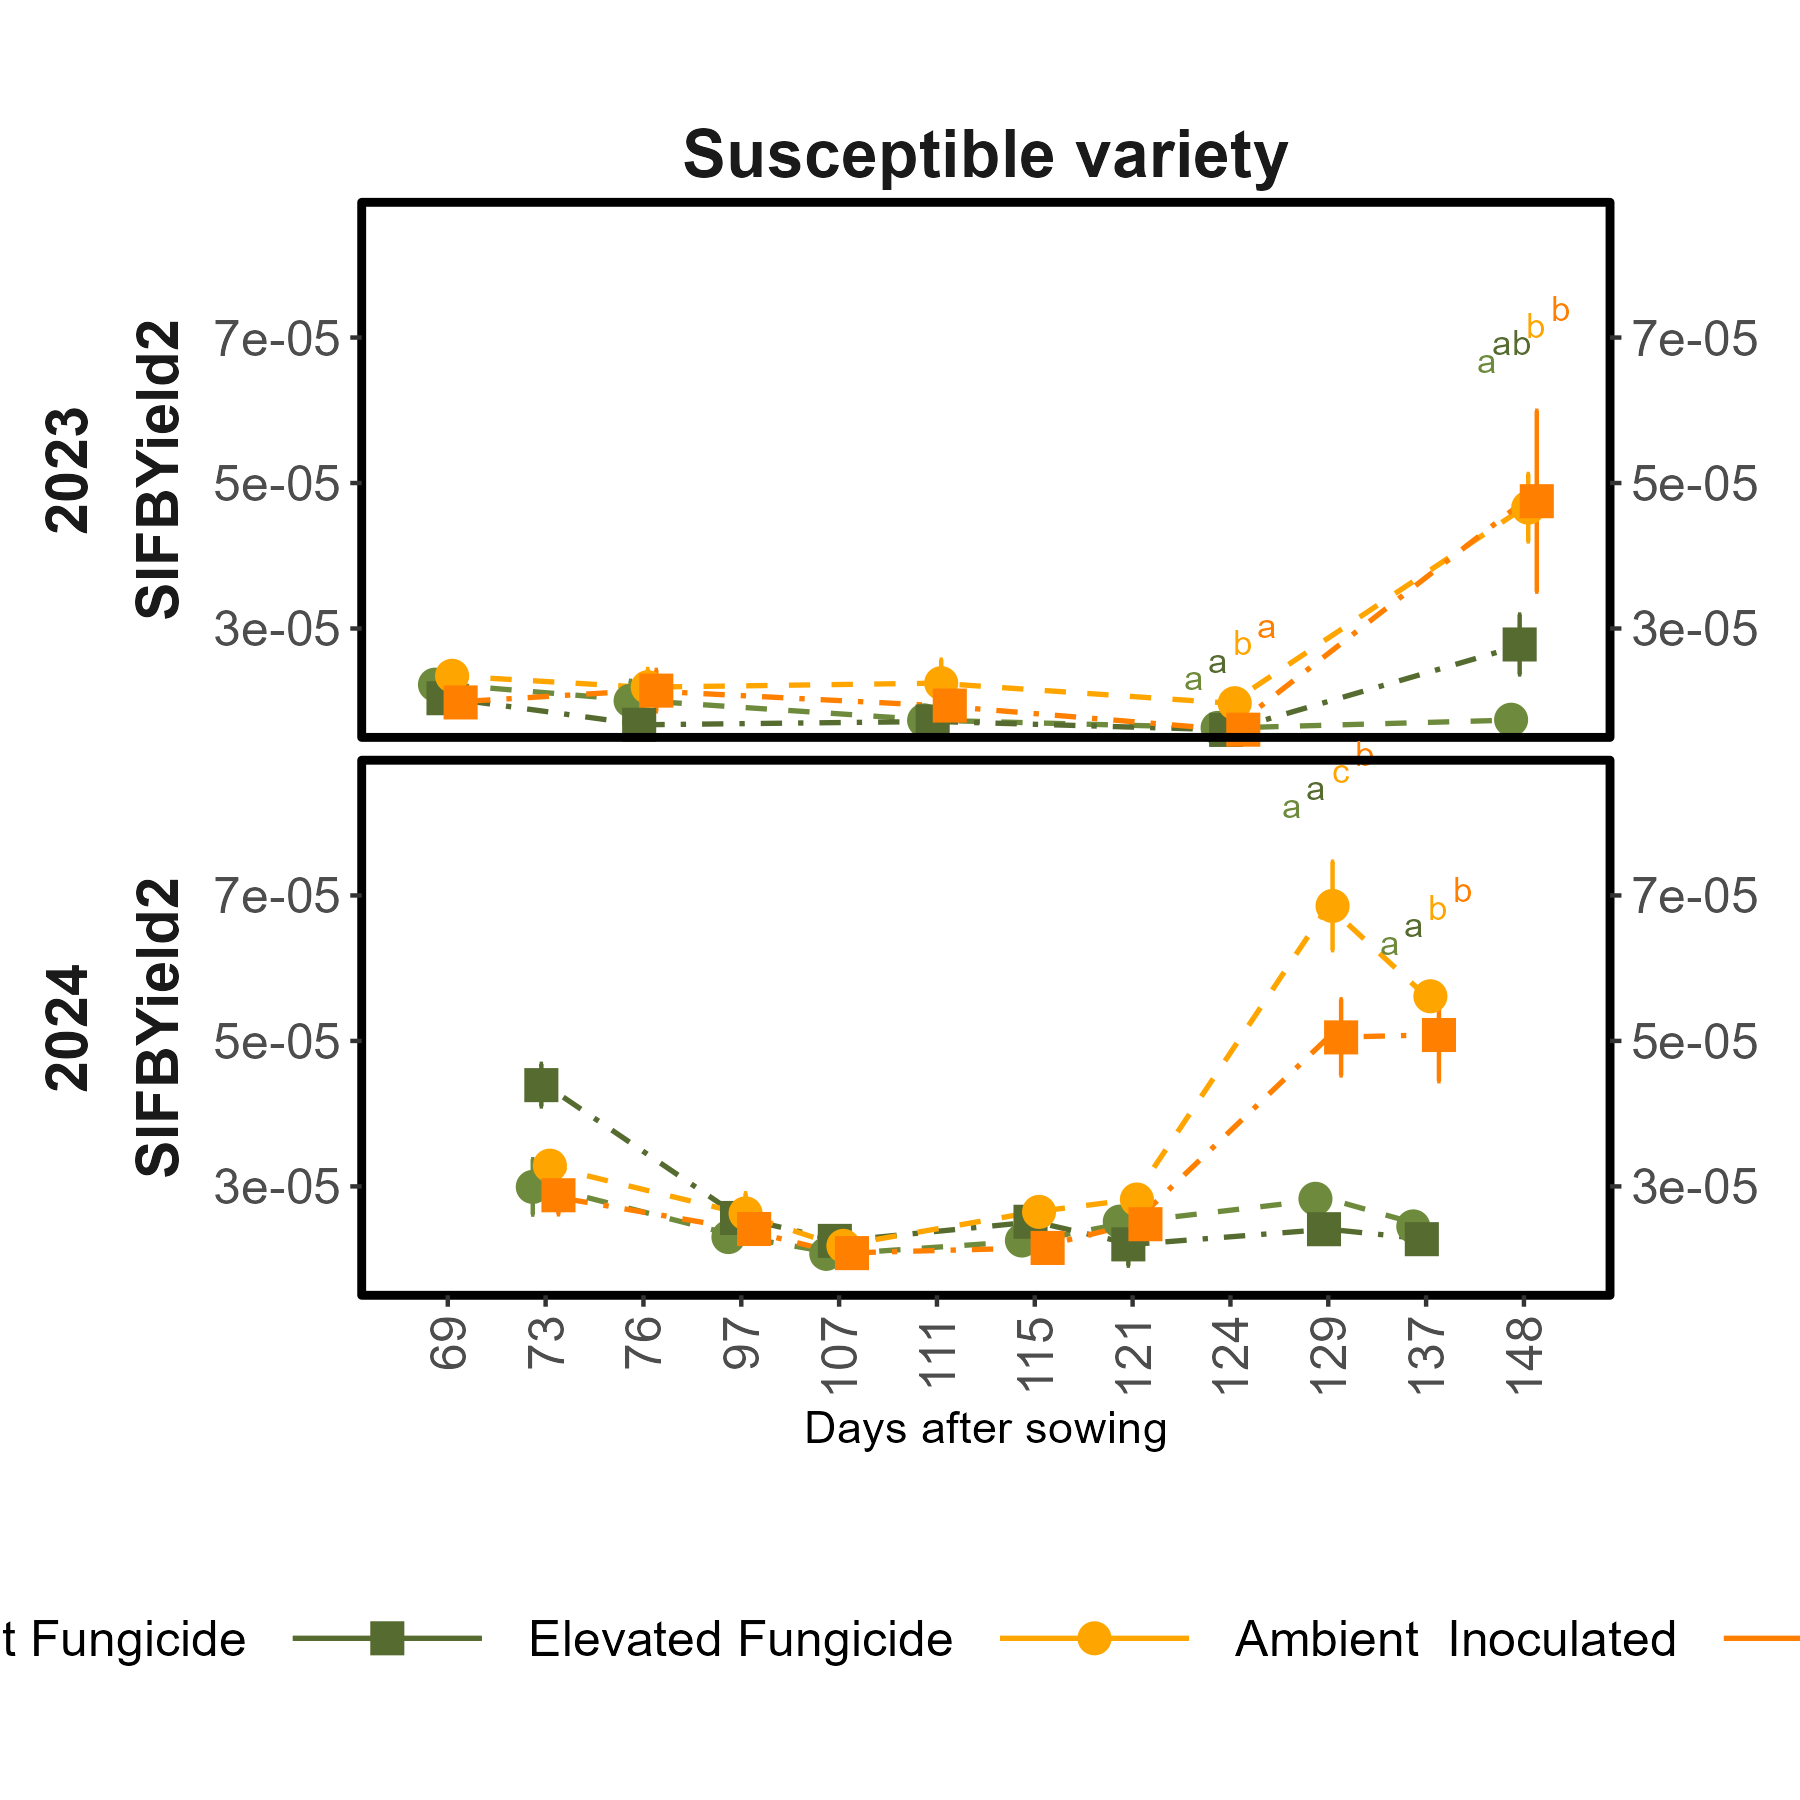 Susceptible variety
2023
SIFBYield2
7e-05
5e-05
3e-05
a a b a
a ab b b
7e-05
5e-05
3e-05
2024
SIFBYield2
7e-05
5e-05
3e-05
a a c b
a a b b
7e-05
5e-05
3e-05
69 73 76 97 107 111 115 121 124 129 137 148
Days after sowing
t Fungicide Elevated Fungicide Ambient Inoculated